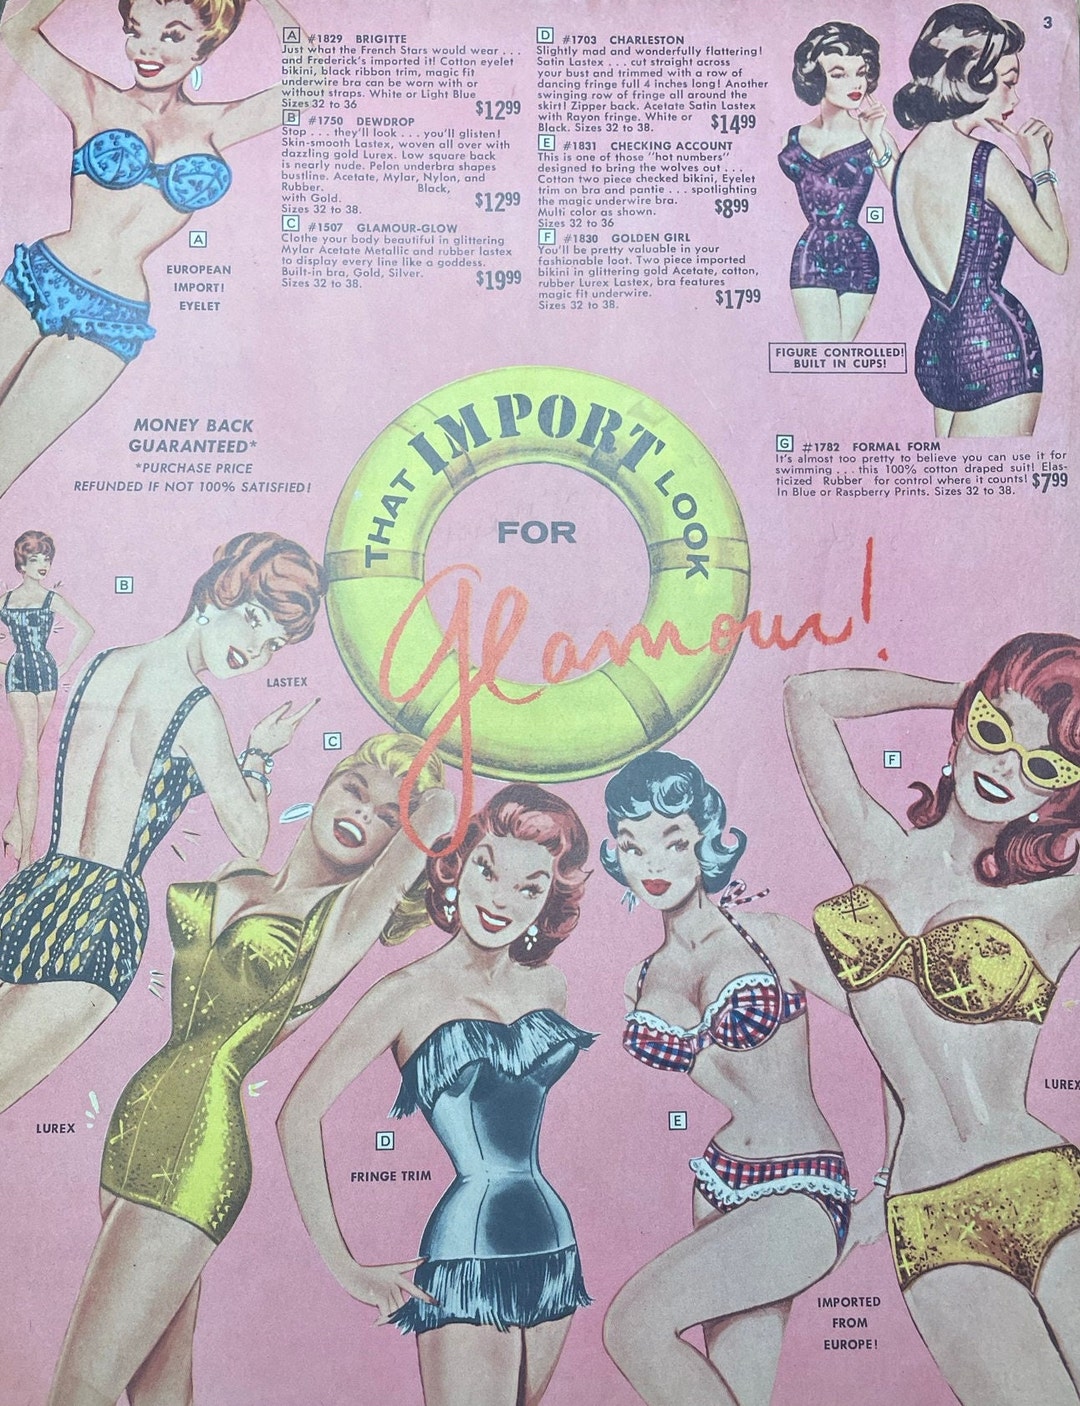 3
A #1829 BRIGITTE
Just what the French Stars would wear . . .
and Frederick's imported it! Cotton eyelet
bikini, black ribbon trim, magic fit
underwire bra can be worn with or
without straps. White or Light Blue
Sizes 32 to 36 $12.99
B #1750 DEWDROP
Stop . . . they'll look . . . you'll glisten!
Skin-smooth Lastex, woven all over with
dazzling gold Lurex. Low square back
is nearly nude. Pelon underbra shapes
bustline. Acetate, Mylar, Nylon, and
Rubber. Black,
with Gold.
Sizes 32 to 38. $12.99
C #1507 GLAMOUR-GLOW
Clothe your body beautiful in glittering
Mylar Acetate Metallic and rubber lastex
to display every line like a goddess.
Built-in bra, Gold, Silver.
Sizes 32 to 38. $19.99
D #1703 CHARLESTON
Slightly mad and wonderfully flattering!
Satin Lastex . . . cut straight across
your bust and trimmed with a row of
dancing fringe full 4 inches long! Another
swinging row of fringe all around the
skirt! Zipper back. Acetate Satin Lastex
with Rayon fringe. White or
Black. Sizes 32 to 38. $14.99
E #1831 CHECKING ACCOUNT
This is one of those "hot numbers"
designed to bring the wolves out . . .
Cotton two piece checked bikini, Eyelet
trim on bra and pantie . . . spotlighting
the magic underwire bra.
Multi color as shown.
Sizes 32 to 36 $8.99
F #1830 GOLDEN GIRL
You'll be pretty valuable in your
fashionable loot. Two piece imported
bikini in glittering gold Acetate, cotton,
rubber Lurex Lastex, bra features
magic fit underwire.
Sizes 32 to 38. $17.99
G
A
EUROPEAN
IMPORT!
EYELET
FIGURE CONTROLLED!
BUILT IN CUPS!
MONEY BACK
GUARANTEED*
*PURCHASE PRICE
REFUNDED IF NOT 100% SATISFIED!
G #1782 FORMAL FORM
It's almost too pretty to believe you can use it for
swimming . . . this 100% cotton draped suit! Elas-
ticized Rubber for control where it counts! $7.99
In Blue or Raspberry Prints. Sizes 32 to 38.
THAT IMPORT LOOK
FOR
glamour!
B
LASTEX
C
F
LUREX
LUREX
D
FRINGE TRIM
E
IMPORTED
FROM
EUROPE!